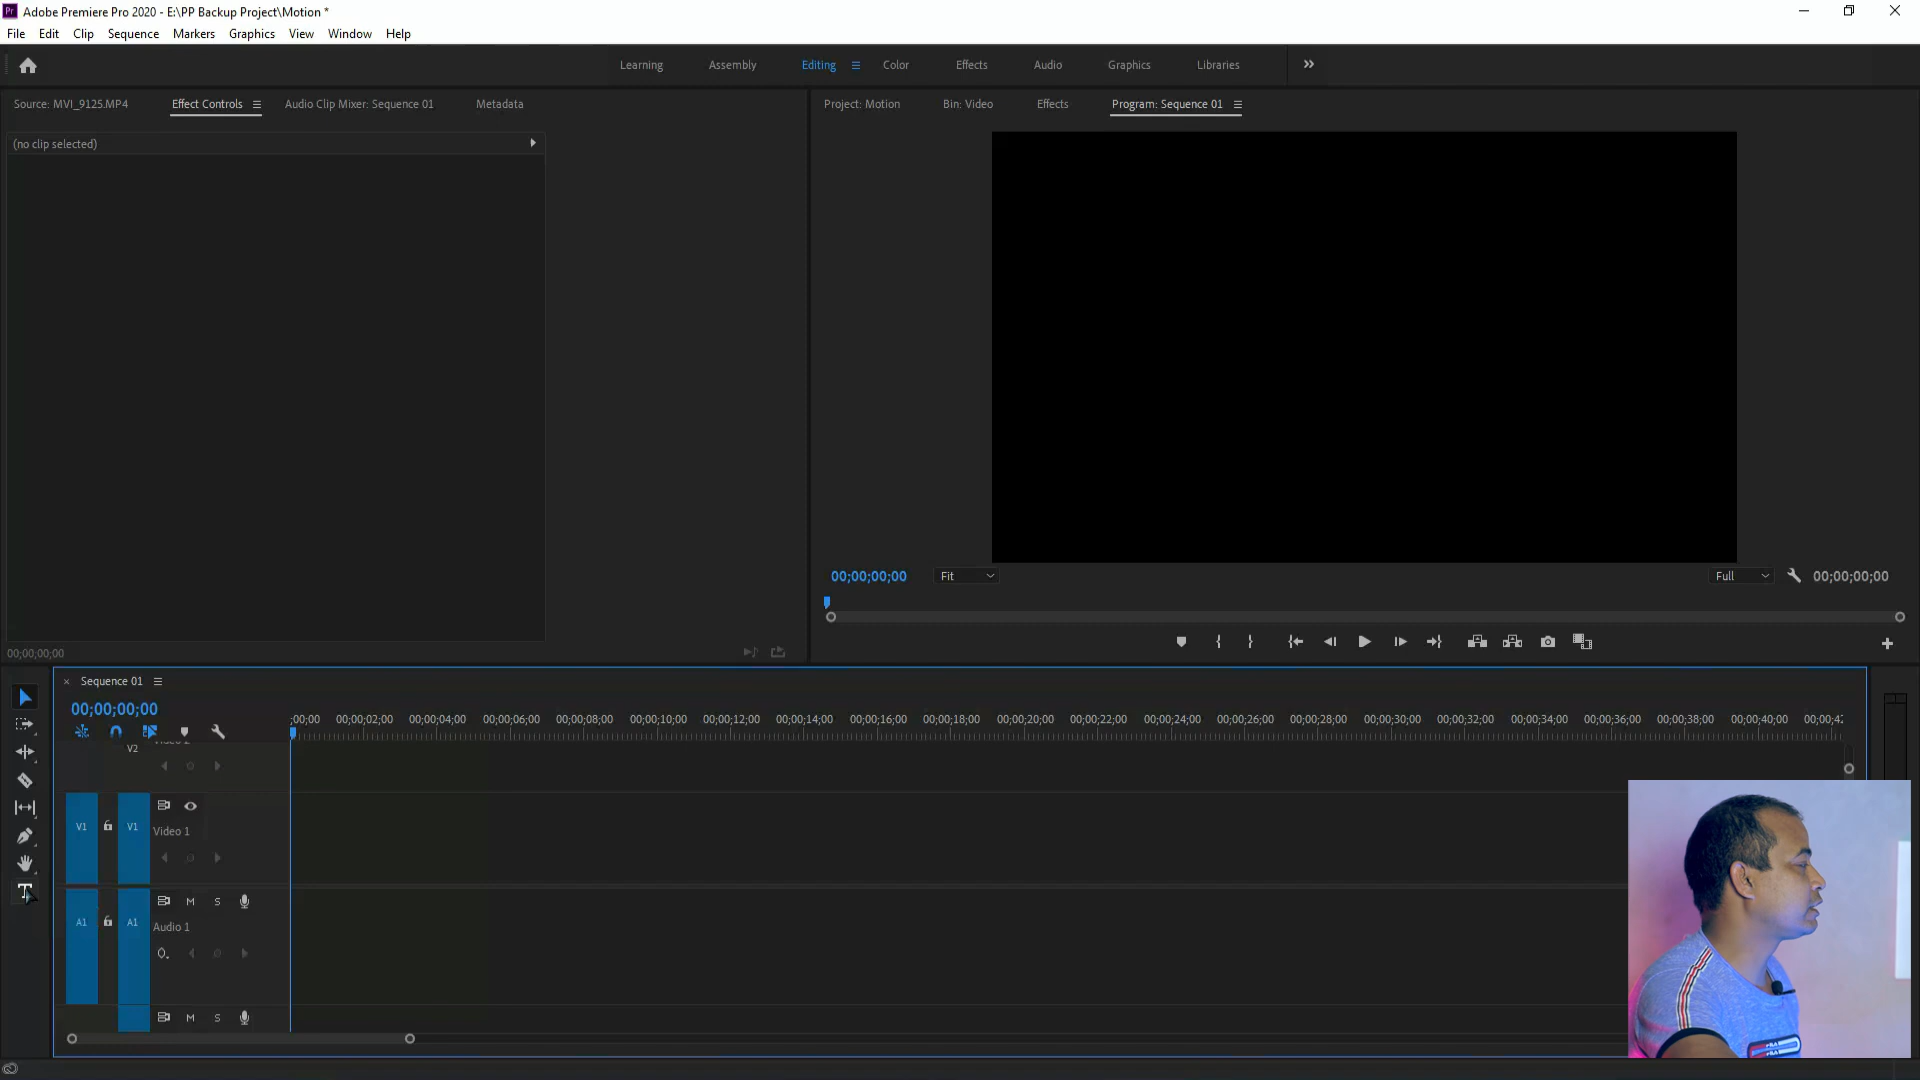 Adobe Premiere Pro 2020 - E:\PP Backup Project\Motion *
File Edit Clip Sequence Markers Graphics View Window Help
Learning Assembly Editing Color Effects Audio Graphics Libraries
Source: MVI_9125.MP4 Effect Controls Audio Clip Mixer: Sequence 01 Metadata
Project: Motion Bin: Video Effects Program: Sequence 01
(no clip selected)
00;00;00;00 Fit Full 00;00;00;00
00;00;00;00
Sequence 01
00;00;00;00
;00;00 00;00;02;00 00;00;04;00 00;00;06;00 00;00;08;00 00;00;10;00 00;00;12;00 00;00;14;00 00;00;16;00 00;00;18;00 00;00;20;00 00;00;22;00 00;00;24;00 00;00;26;00 00;00;28;00 00;00;30;00 00;00;32;00 00;00;34;00 00;00;36;00 00;00;38;00 00;00;40;00 00;00;42
V2 Video 2
V1 V1 Video 1
M S
A1 A1 Audio 1
M S